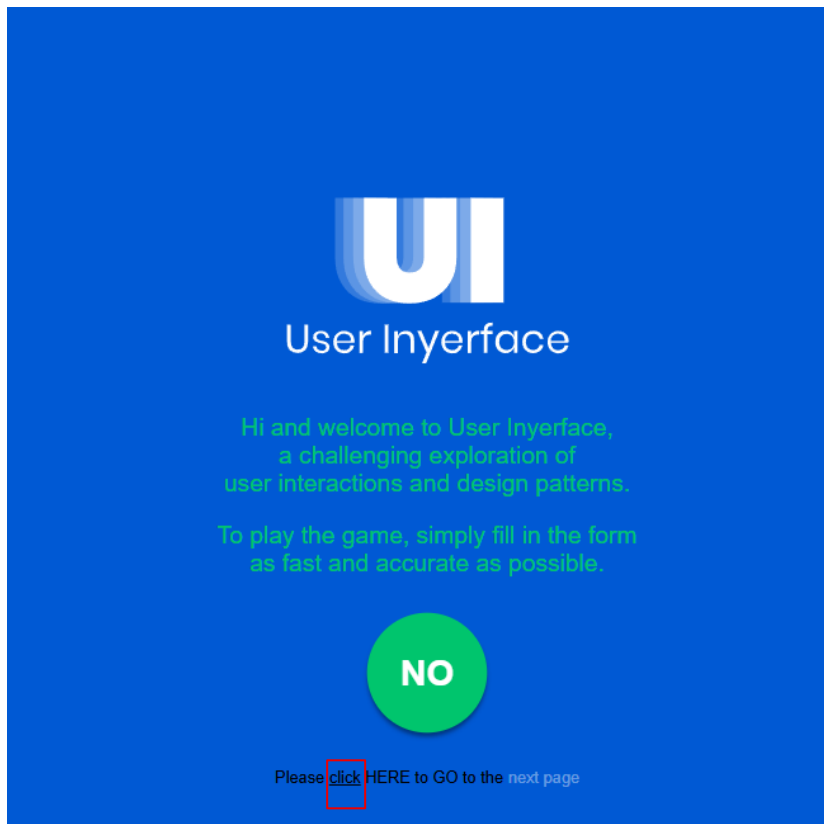 UI
User Inyerface
Hi and welcome to User Inyerface,
a challenging exploration of
user interactions and design patterns.
To play the game, simply fill in the form
as fast and accurate as possible.
NO
Please click HERE to GO to the next page